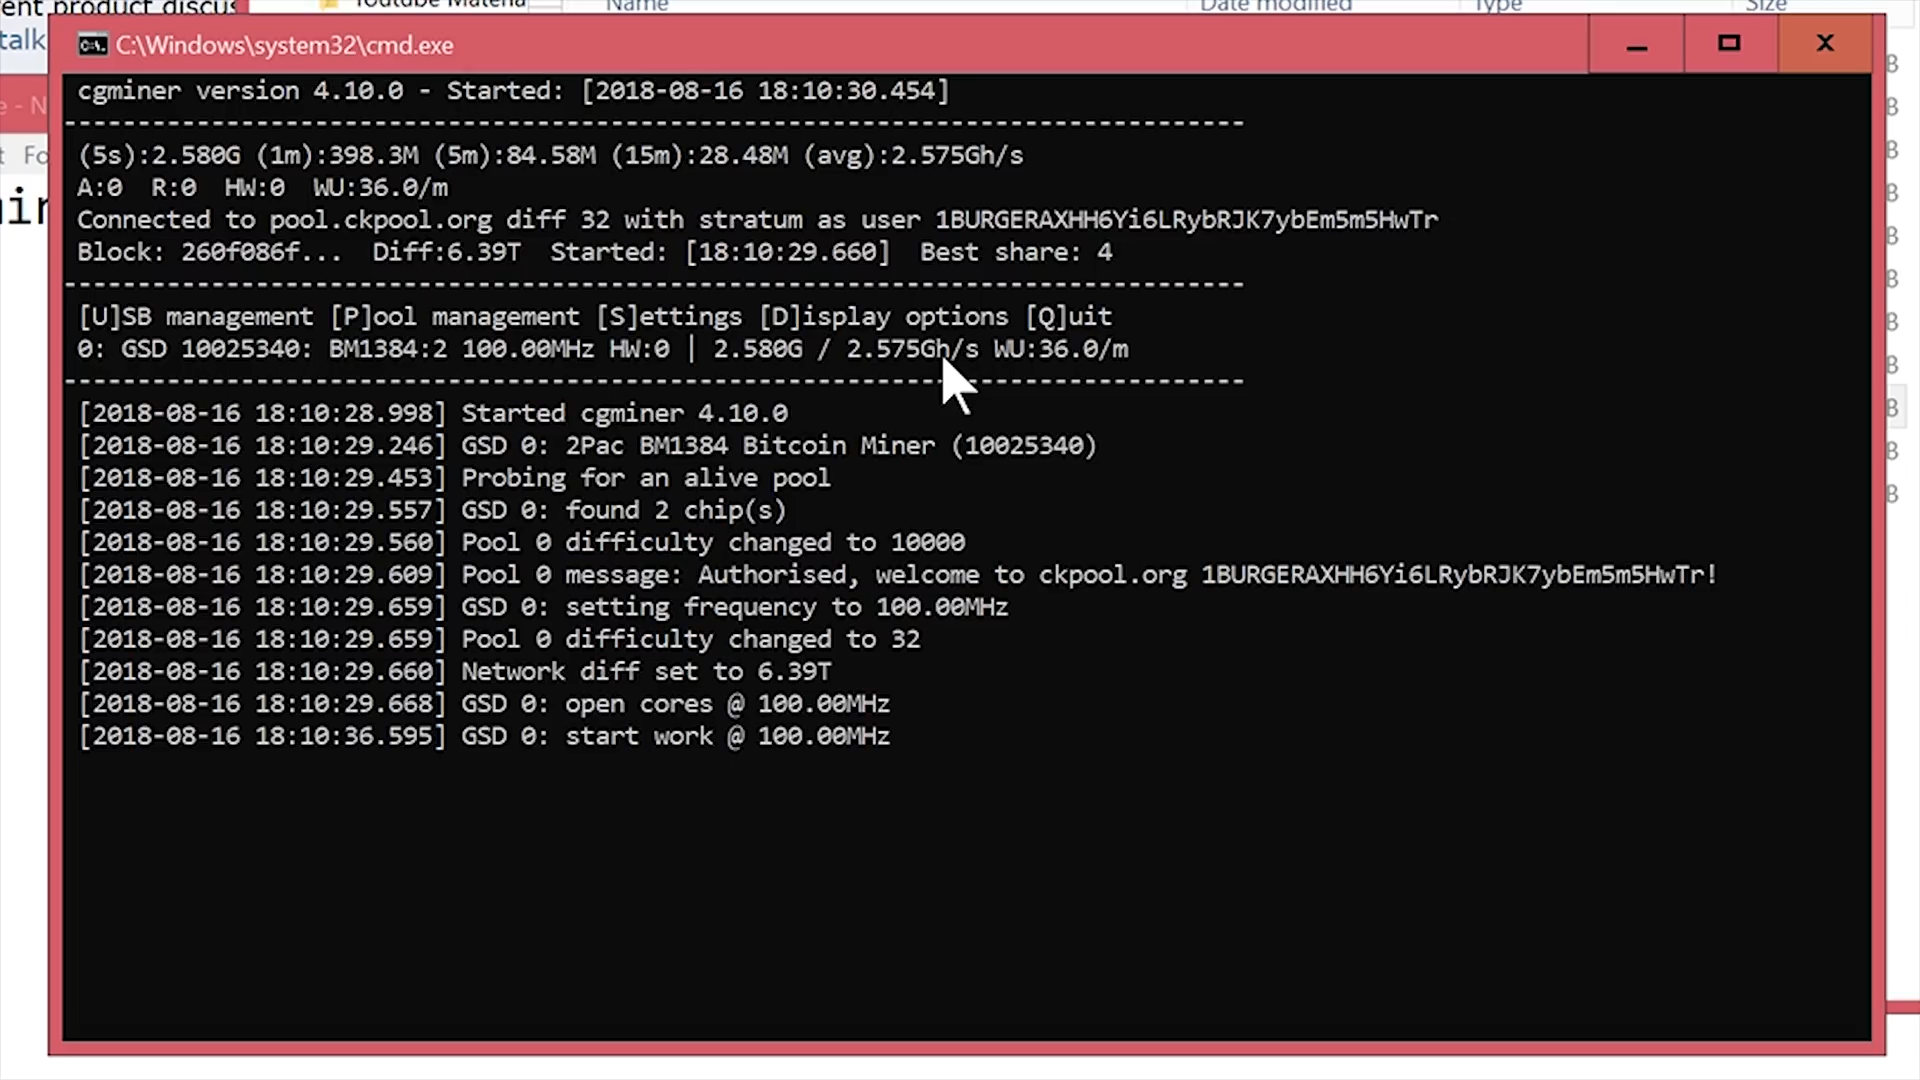 ent product discus
Youtube Materia
Name
Date modified
Type
Size
talk
C:\Windows\system32\cmd.exe
cgminer version 4.10.0 - Started: [2018-08-16 18:10:30.454]
--------------------------------------------------------------------------------
(5s):2.580G (1m):398.3M (5m):84.58M (15m):28.48M (avg):2.575Gh/s
A:0  R:0  HW:0  WU:36.0/m
Connected to pool.ckpool.org diff 32 with stratum as user 1BURGERAXHH6Yi6LRybRJK7ybEm5m5HwTr
Block: 260f086f...  Diff:6.39T  Started: [18:10:29.660]  Best share: 4
--------------------------------------------------------------------------------
[U]SB management [P]ool management [S]ettings [D]isplay options [Q]uit
0: GSD 10025340: BM1384:2 100.00MHz HW:0 | 2.580G / 2.575Gh/s WU:36.0/m
--------------------------------------------------------------------------------
[2018-08-16 18:10:28.998] Started cgminer 4.10.0
[2018-08-16 18:10:29.246] GSD 0: 2Pac BM1384 Bitcoin Miner (10025340)
[2018-08-16 18:10:29.453] Probing for an alive pool
[2018-08-16 18:10:29.557] GSD 0: found 2 chip(s)
[2018-08-16 18:10:29.560] Pool 0 difficulty changed to 10000
[2018-08-16 18:10:29.609] Pool 0 message: Authorised, welcome to ckpool.org 1BURGERAXHH6Yi6LRybRJK7ybEm5m5HwTr!
[2018-08-16 18:10:29.659] GSD 0: setting frequency to 100.00MHz
[2018-08-16 18:10:29.659] Pool 0 difficulty changed to 32
[2018-08-16 18:10:29.660] Network diff set to 6.39T
[2018-08-16 18:10:29.668] GSD 0: open cores @ 100.00MHz
[2018-08-16 18:10:36.595] GSD 0: start work @ 100.00MHz